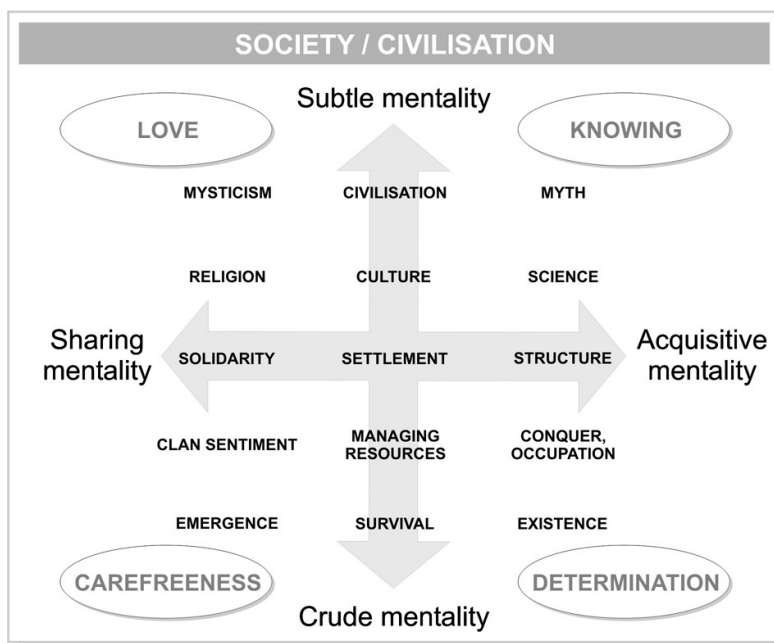 SOCIETY / CIVILISATION
Subtle mentality
LOVE
KNOWING
MYSTICISM
CIVILISATION
MYTH
RELIGION
CULTURE
SCIENCE
Sharing
mentality
SOLIDARITY
SETTLEMENT
STRUCTURE
Acquisitive
mentality
CLAN SENTIMENT
MANAGING
RESOURCES
CONQUER,
OCCUPATION
EMERGENCE
SURVIVAL
EXISTENCE
CAREFREENESS
DETERMINATION
Crude mentality